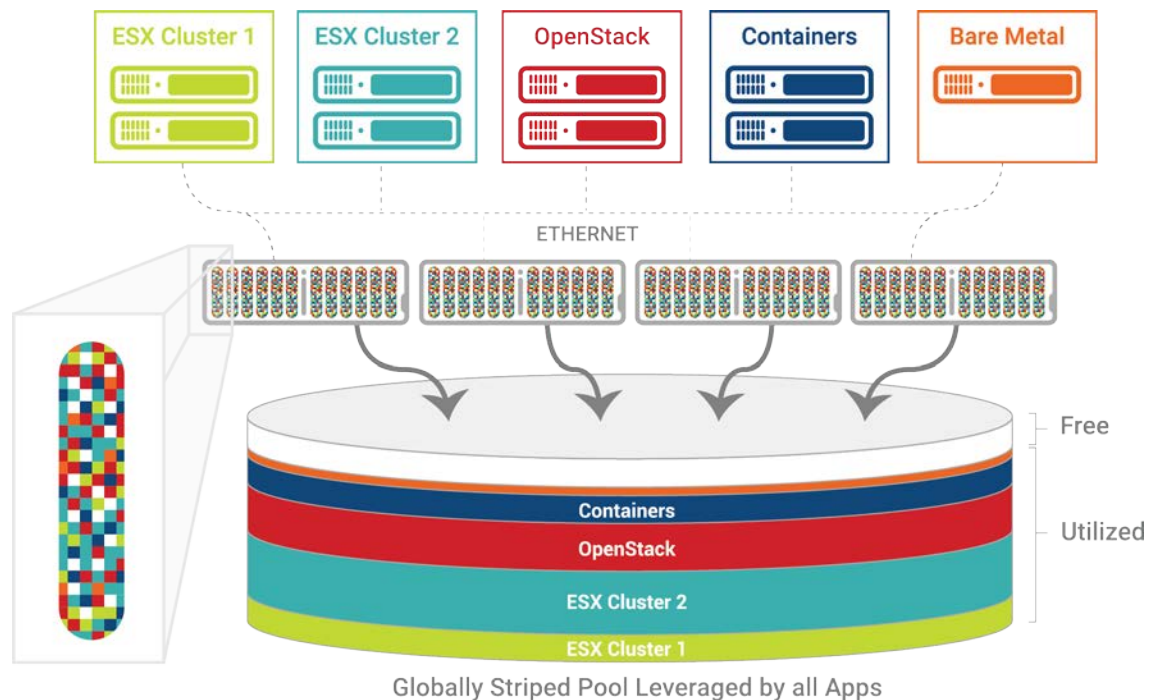 ESX Cluster 1
ESX Cluster 2
OpenStack
Containers
Bare Metal
ETHERNET
Free
Containers
Utilized
OpenStack
ESX Cluster 2
ESX Cluster 1
Globally Striped Pool Leveraged by all Apps